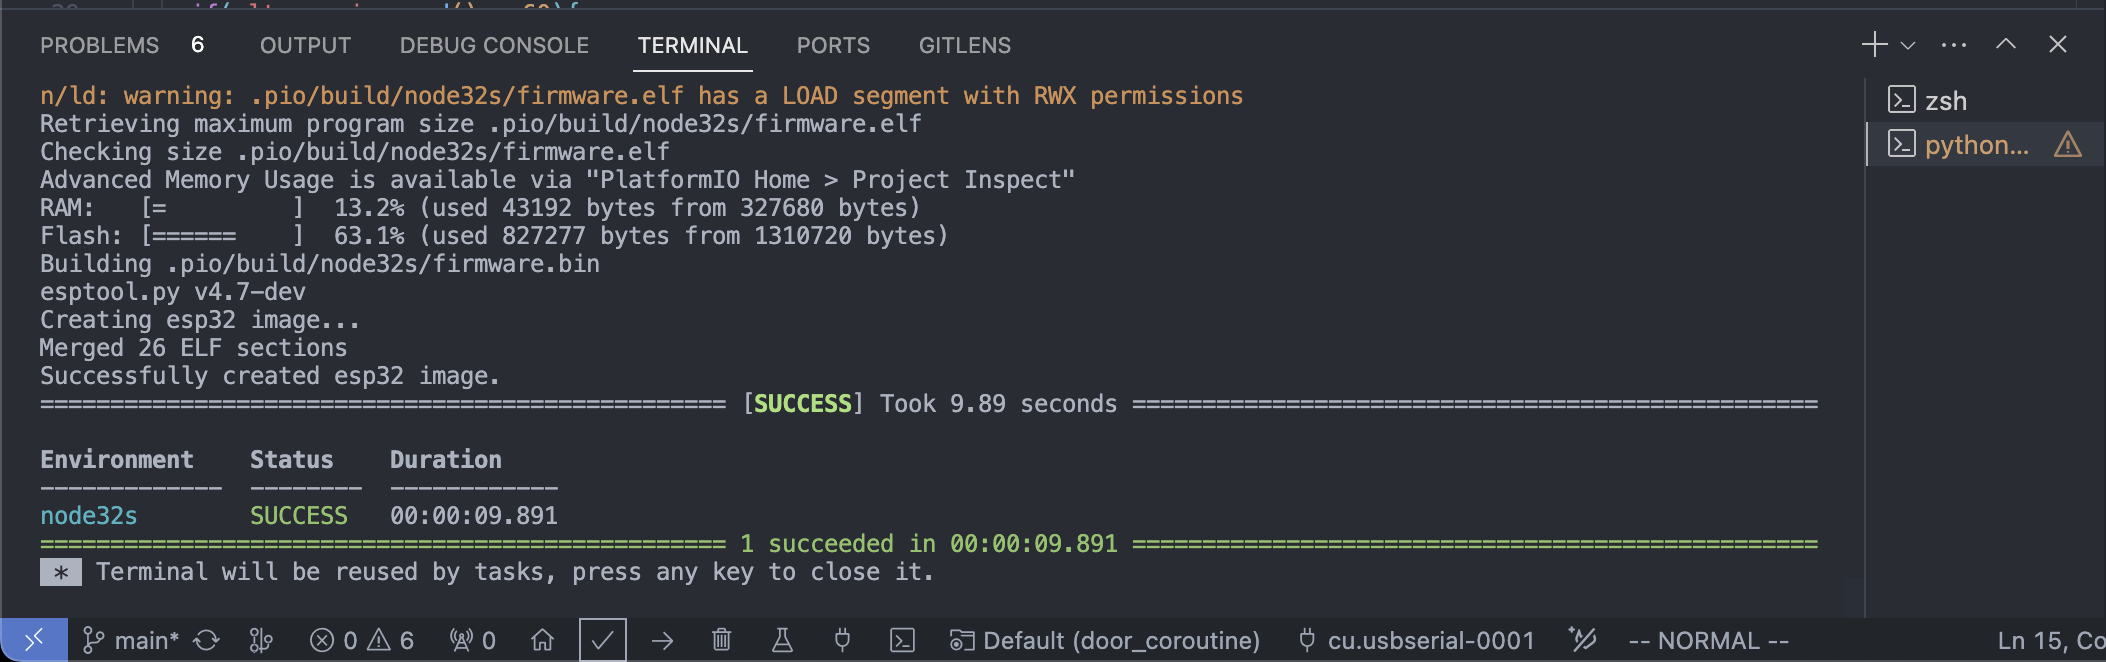 PROBLEMS 6 OUTPUT DEBUG CONSOLE TERMINAL PORTS GITLENS
n/ld: warning: .pio/build/node32s/firmware.elf has a LOAD segment with RWX permissions
Retrieving maximum program size .pio/build/node32s/firmware.elf
Checking size .pio/build/node32s/firmware.elf
Advanced Memory Usage is available via "PlatformIO Home > Project Inspect"
RAM:   [=         ]  13.2% (used 43192 bytes from 327680 bytes)
Flash: [======    ]  63.1% (used 827277 bytes from 1310720 bytes)
Building .pio/build/node32s/firmware.bin
esptool.py v4.7-dev
Creating esp32 image...
Merged 26 ELF sections
Successfully created esp32 image.
================================================= [SUCCESS] Took 9.89 seconds =================================================
Environment    Status    Duration
-------------  --------  ------------
node32s        SUCCESS   00:00:09.891
================================================= 1 succeeded in 00:00:09.891 =================================================
* Terminal will be reused by tasks, press any key to close it.
zsh
python...
main* 0 6 0 Default (door_coroutine) cu.usbserial-0001 -- NORMAL -- Ln 15, Co